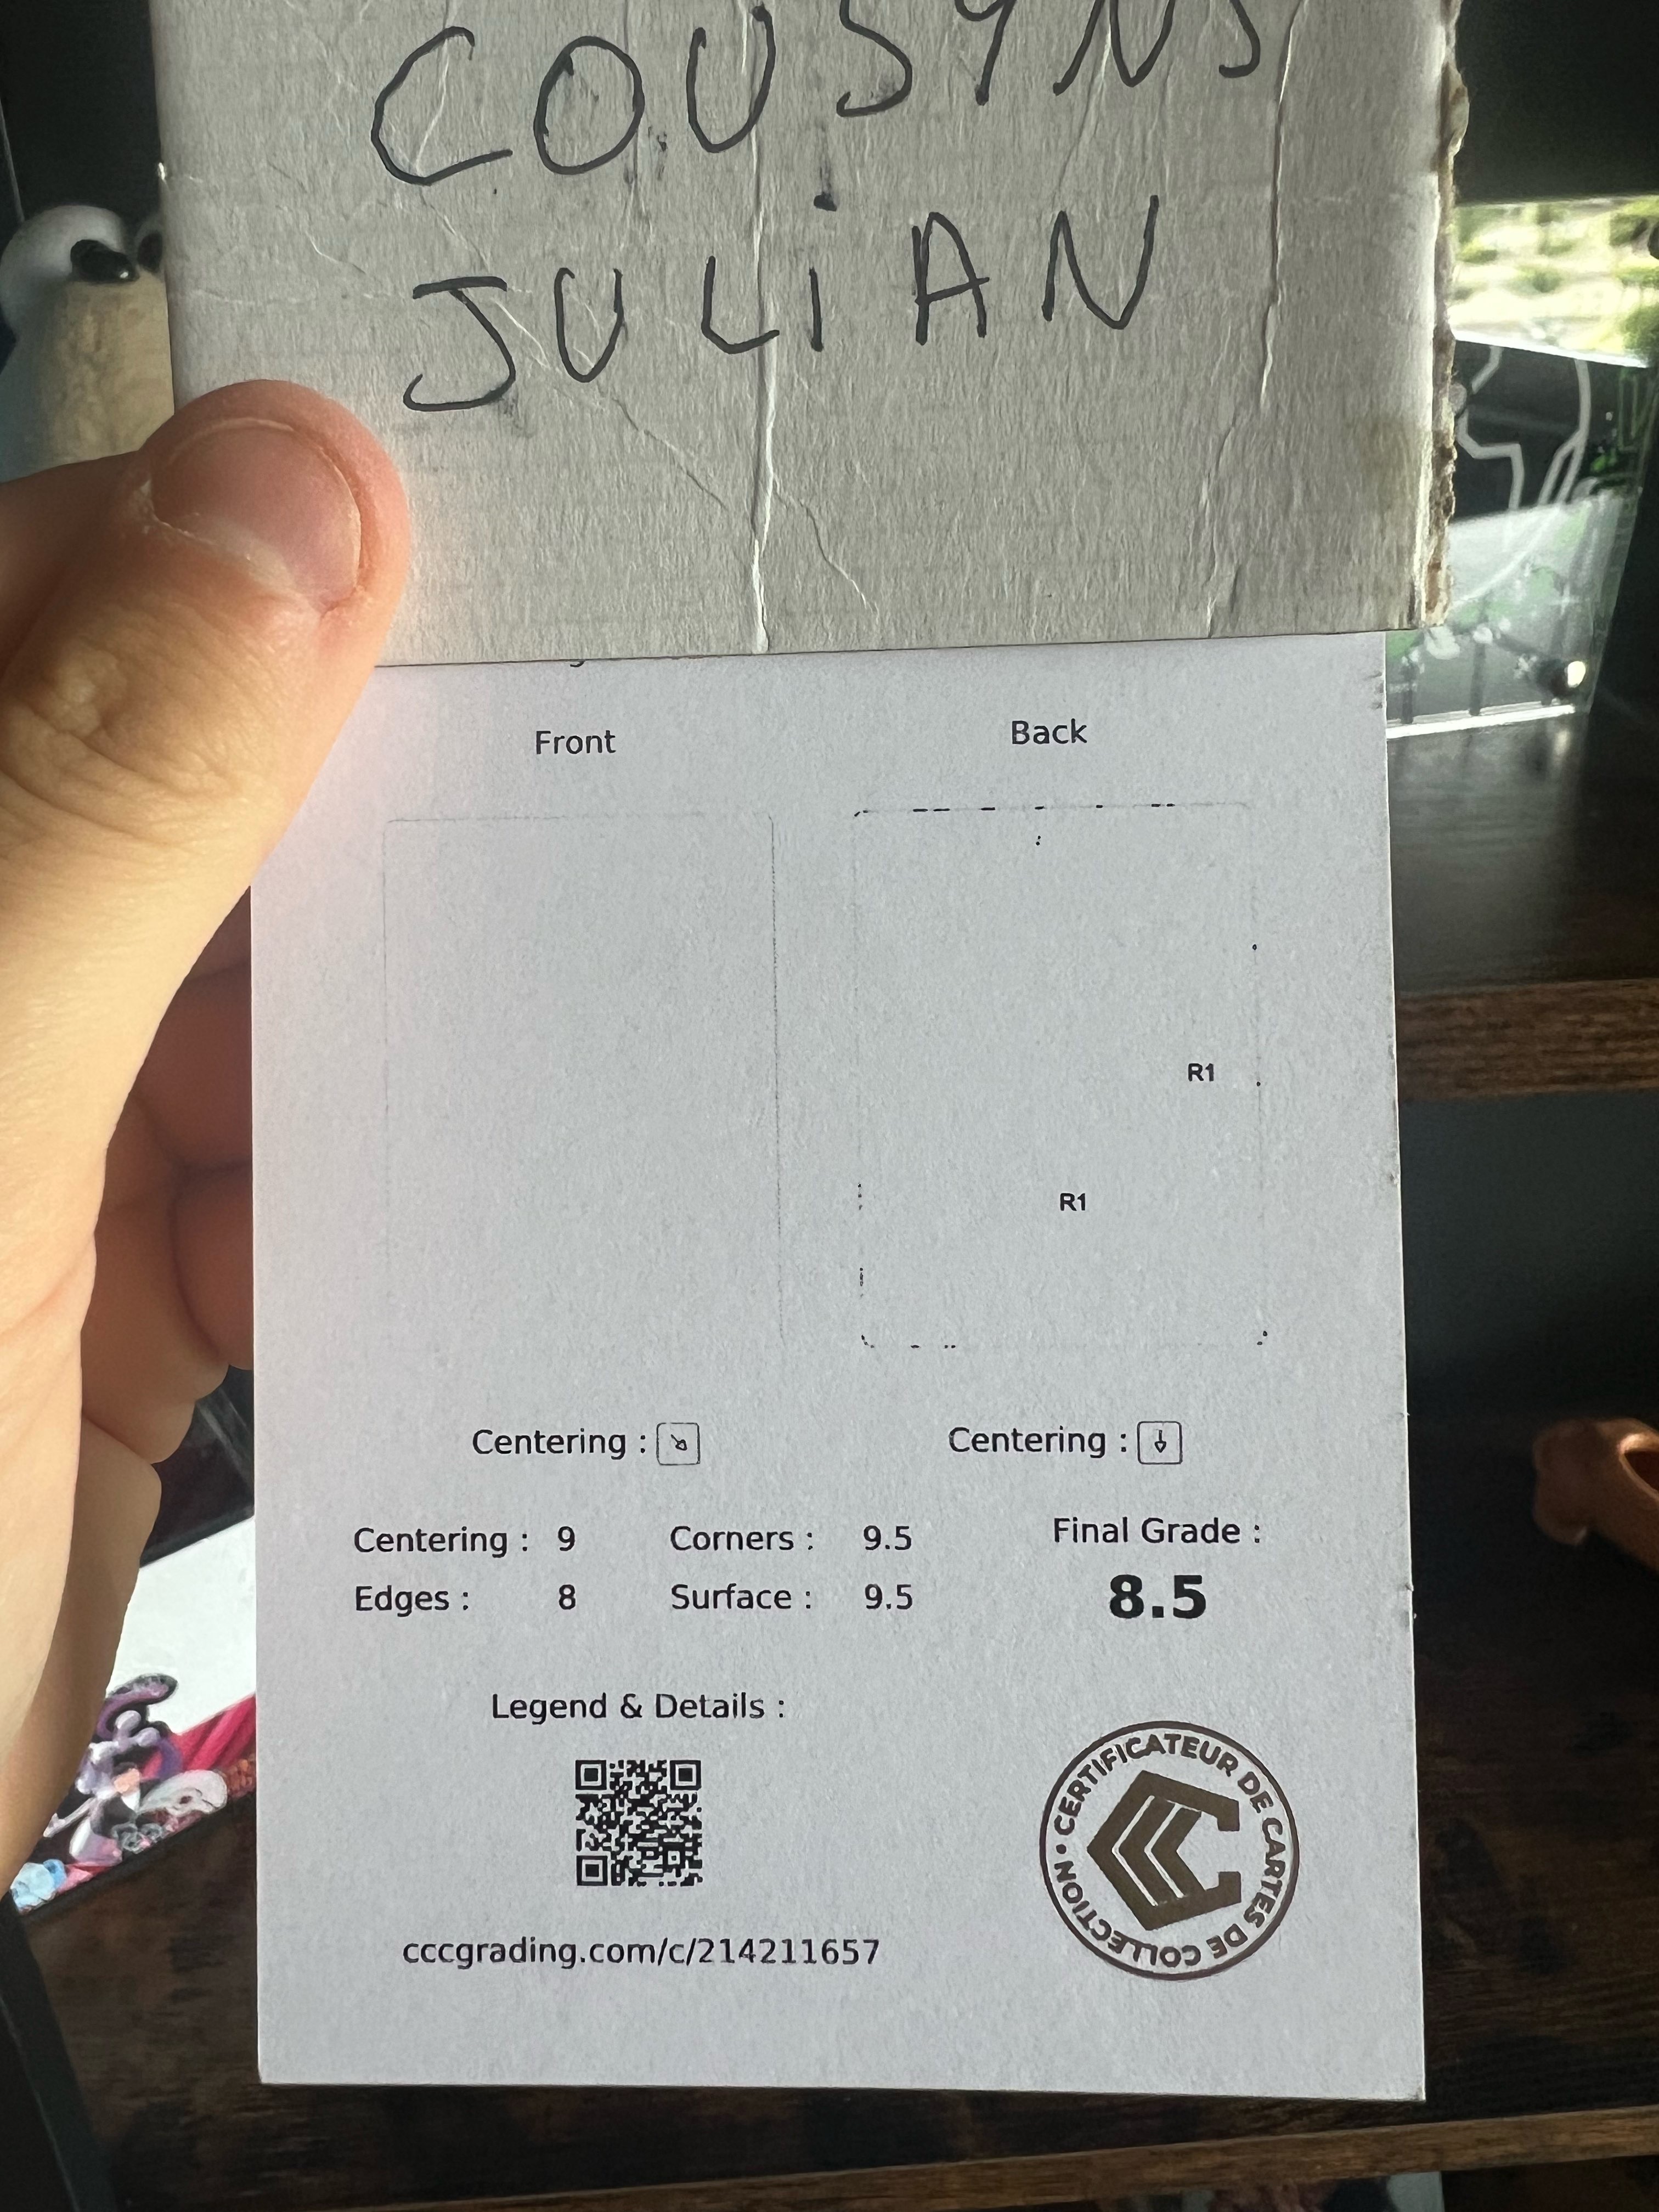 COUSYNS
JULiAN
Front Back
R1
R1
Centering : Centering :
Centering : 9 Corners : 9.5 Final Grade :
Edges : 8 Surface : 9.5 8.5
Legend & Details :
cccgrading.com/c/214211657
CERTIFICATEUR DE CARTES DE COLLECTION •